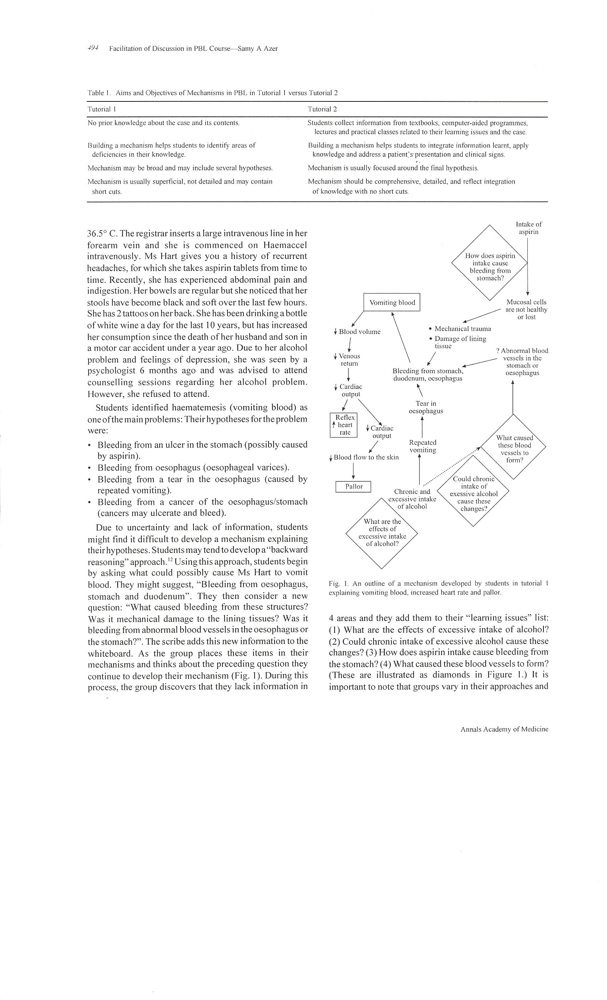 494 Facilitation of Discussion in PBL Course—Samy A Azer
Table 1. Aims and Objectives of Mechanisms in PBL in Tutorial 1 versus Tutorial 2
Tutorial 1
Tutorial 2
No prior knowledge about the case and its contents.
Students collect information from textbooks, computer-aided programmes,
lectures and practical classes related to their learning issues and the case.
Building a mechanism helps students to identify areas of
deficiencies in their knowledge.
Building a mechanism helps students to integrate information learnt, apply
knowledge and address a patient's presentation and clinical signs.
Mechanism may be broad and may include several hypotheses.
Mechanism is usually focused around the final hypothesis.
Mechanism is usually superficial, not detailed and may contain
short cuts.
Mechanism should be comprehensive, detailed, and reflect integration
of knowledge with no short cuts.
36.5° C. The registrar inserts a large intravenous line in her
forearm vein and she is commenced on Haemaccel
intravenously. Ms Hart gives you a history of recurrent
headaches, for which she takes aspirin tablets from time to
time. Recently, she has experienced abdominal pain and
indigestion. Her bowels are regular but she noticed that her
stools have become black and soft over the last few hours.
She has 2 tattoos on her back. She has been drinking a bottle
of white wine a day for the last 10 years, but has increased
her consumption since the death of her husband and son in
a motor car accident under a year ago. Due to her alcohol
problem and feelings of depression, she was seen by a
psychologist 6 months ago and was advised to attend
counselling sessions regarding her alcohol problem.
However, she refused to attend.
Students identified haematemesis (vomiting blood) as
one of the main problems: Their hypotheses for the problem
were:
• Bleeding from an ulcer in the stomach (possibly caused
by aspirin).
• Bleeding from oesophagus (oesophageal varices).
• Bleeding from a tear in the oesophagus (caused by
repeated vomiting).
• Bleeding from a cancer of the oesophagus/stomach
(cancers may ulcerate and bleed).
Due to uncertainty and lack of information, students
might find it difficult to develop a mechanism explaining
their hypotheses. Students may tend to develop a “backward
reasoning” approach.¹² Using this approach, students begin
by asking what could possibly cause Ms Hart to vomit
blood. They might suggest, “Bleeding from oesophagus,
stomach and duodenum”. They then consider a new
question: “What caused bleeding from these structures?
Was it mechanical damage to the lining tissues? Was it
bleeding from abnormal blood vessels in the oesophagus or
the stomach?”. The scribe adds this new information to the
whiteboard. As the group places these items in their
mechanisms and thinks about the preceding question they
continue to develop their mechanism (Fig. 1). During this
process, the group discovers that they lack information in
Intake of
aspirin
How does aspirin
intake cause
bleeding from
stomach?
Vomiting blood
Mucosal cells
are not healthy
or lost
↓ Blood volume
• Mechanical trauma
• Damage of lining
tissue
↓ Venous
return
? Abnormal blood
vessels in the
stomach or
oesophagus
Bleeding from stomach,
duodenum, oesophagus
↓ Cardiac
output
Tear in
oesophagus
Reflex
↑ heart
rate
↓ Cardiac
output
Repeated
vomiting
What caused
these blood
vessels to
form?
↓ Blood flow to the skin
Pallor
Chronic and
excessive intake
of alcohol
Could chronic
intake of
exessive alcohol
cause these
changes?
What are the
effects of
excessive intake
of alcohol?
Fig. 1. An outline of a mechanism developed by students in tutorial 1
explaining vomiting blood, increased heart rate and pallor.
4 areas and they add them to their “learning issues” list:
(1) What are the effects of excessive intake of alcohol?
(2) Could chronic intake of excessive alcohol cause these
changes? (3) How does aspirin intake cause bleeding from
the stomach? (4) What caused these blood vessels to form?
(These are illustrated as diamonds in Figure 1.) It is
important to note that groups vary in their approaches and
Annals Academy of Medicine